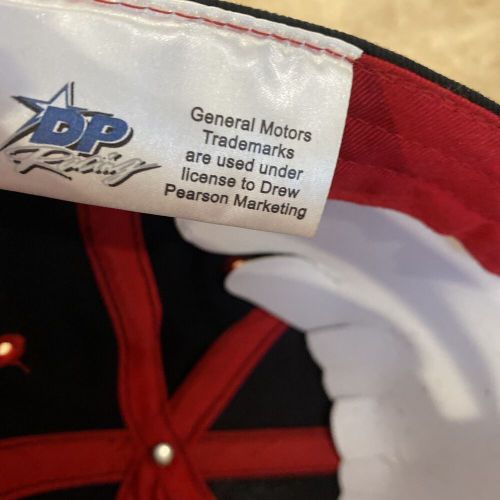 DP
Racing
General Motors
Trademarks
are used under
license to Drew
Pearson Marketing